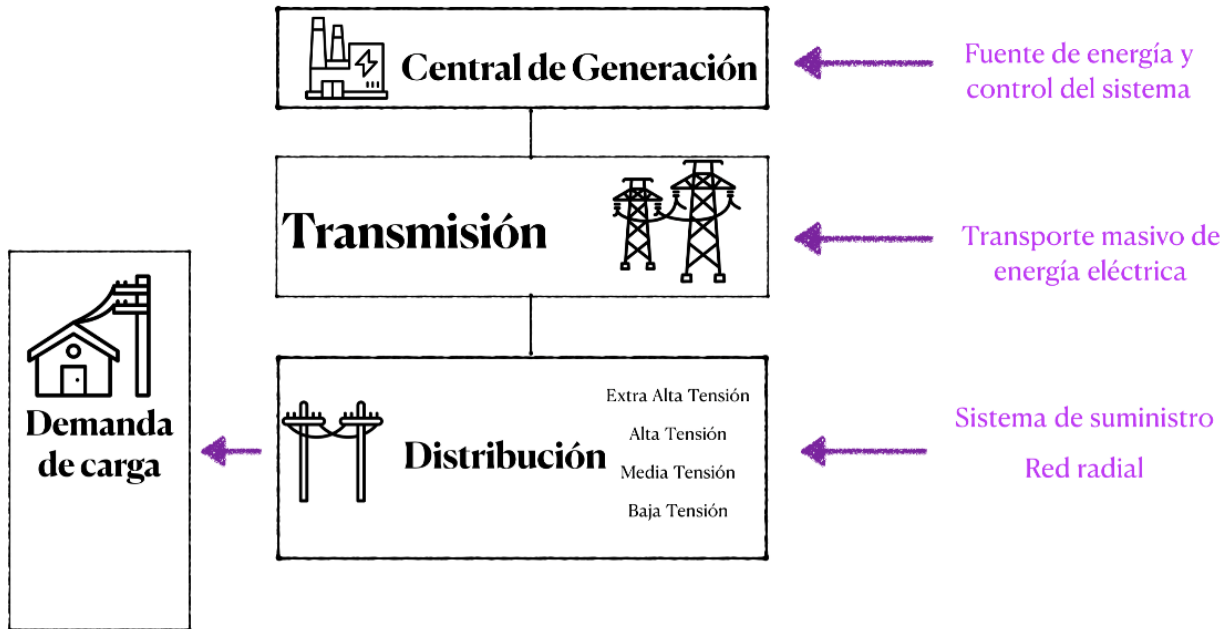 Central de Generación
Fuente de energía y
control del sistema
Transmisión
Transporte masivo de
energía eléctrica
Demanda
de carga
Distribución
Extra Alta Tensión
Alta Tensión
Media Tensión
Baja Tensión
Sistema de suministro
Red radial